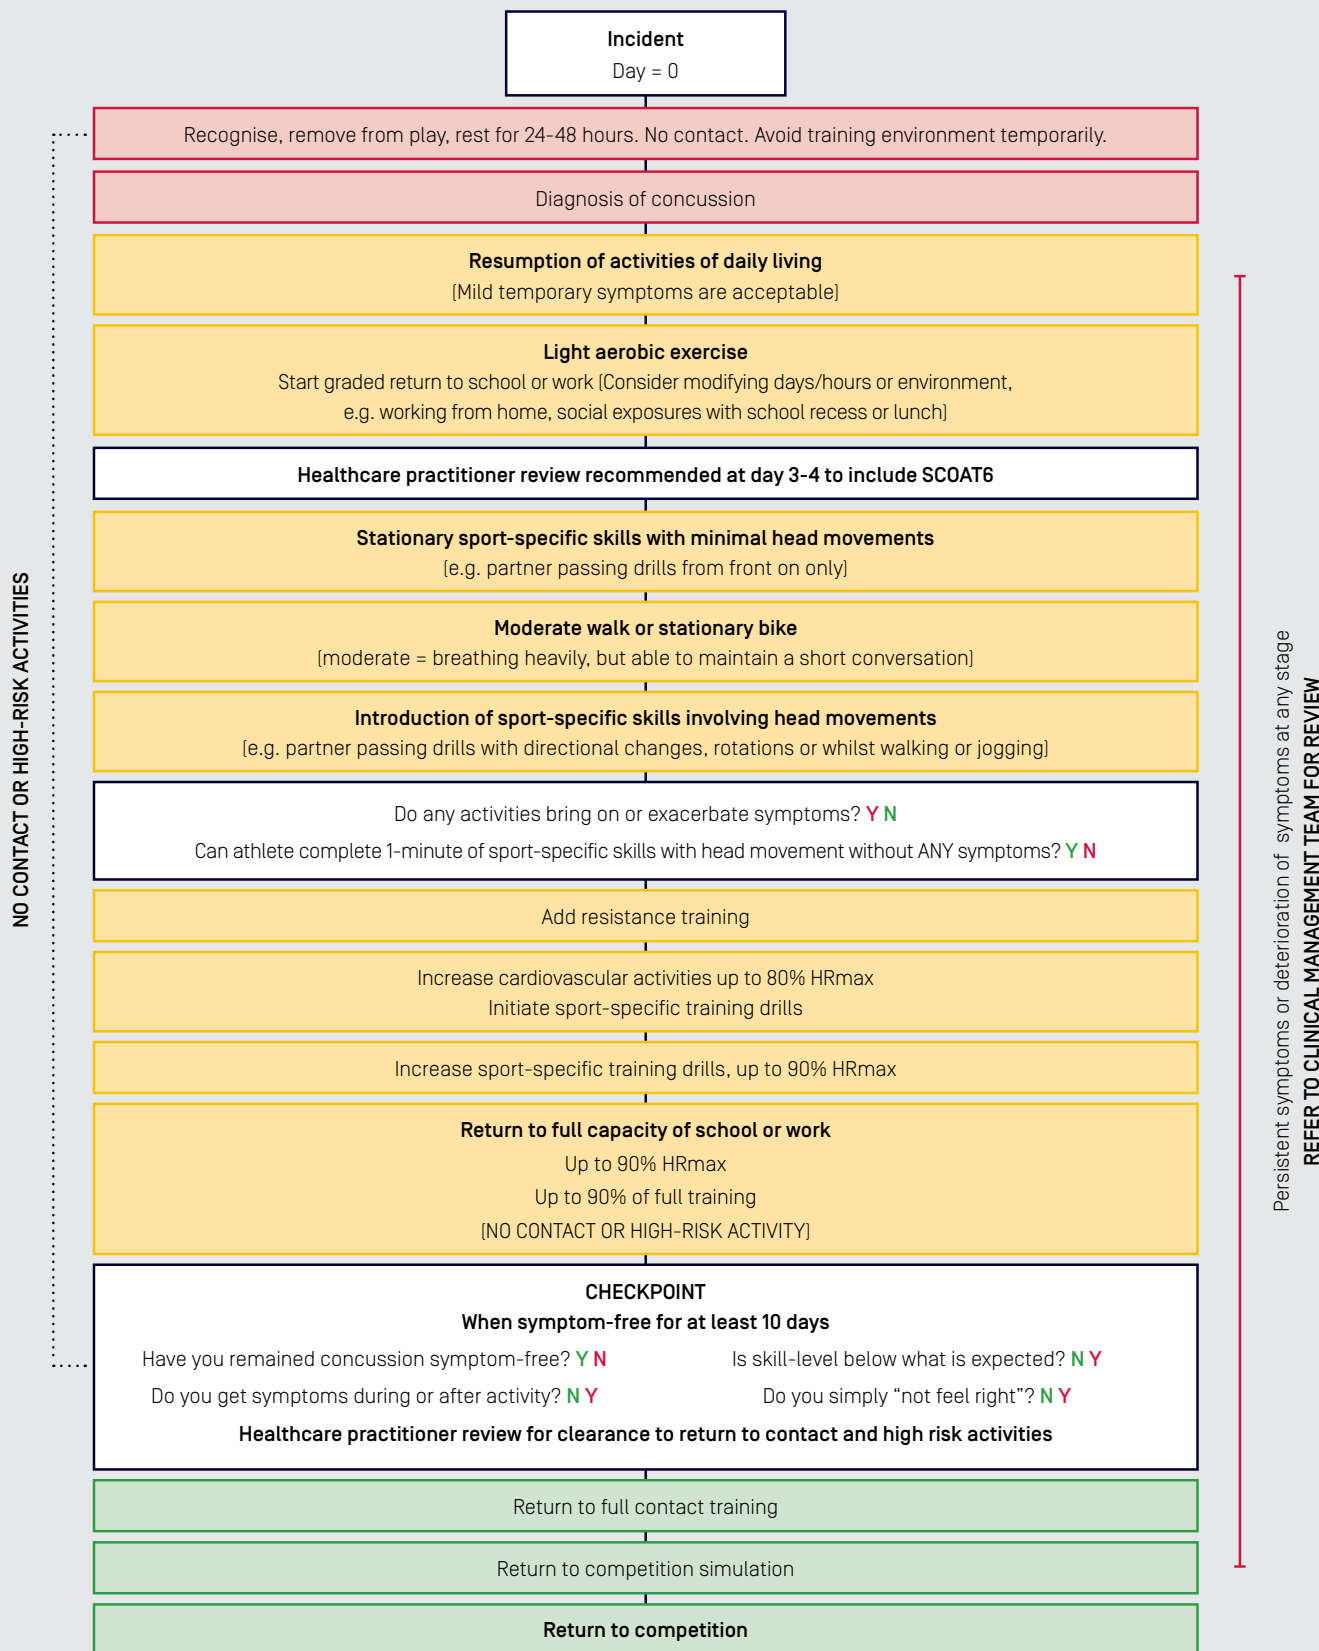 Incident
Day = 0
Recognise, remove from play, rest for 24-48 hours. No contact. Avoid training environment temporarily.
Diagnosis of concussion
Resumption of activities of daily living
(Mild temporary symptoms are acceptable)
Light aerobic exercise
Start graded return to school or work (Consider modifying days/hours or environment,
e.g. working from home, social exposures with school recess or lunch)
Healthcare practitioner review recommended at day 3-4 to include SCOAT6
Stationary sport-specific skills with minimal head movements
(e.g. partner passing drills from front on only)
Moderate walk or stationary bike
(moderate = breathing heavily, but able to maintain a short conversation)
Introduction of sport-specific skills involving head movements
(e.g. partner passing drills with directional changes, rotations or whilst walking or jogging)
Do any activities bring on or exacerbate symptoms? Y N
Can athlete complete 1-minute of sport-specific skills with head movement without ANY symptoms? Y N
Add resistance training
Increase cardiovascular activities up to 80% HRmax
Initiate sport-specific training drills
Increase sport-specific training drills, up to 90% HRmax
Return to full capacity of school or work
Up to 90% HRmax
Up to 90% of full training
(NO CONTACT OR HIGH-RISK ACTIVITY)
CHECKPOINT
When symptom-free for at least 10 days
Have you remained concussion symptom-free? Y N
Is skill-level below what is expected? N Y
Do you get symptoms during or after activity? N Y
Do you simply “not feel right”? N Y
Healthcare practitioner review for clearance to return to contact and high risk activities
Return to full contact training
Return to competition simulation
Return to competition
NO CONTACT OR HIGH-RISK ACTIVITIES
Persistent symptoms or deterioration of symptoms at any stage
REFER TO CLINICAL MANAGEMENT TEAM FOR REVIEW